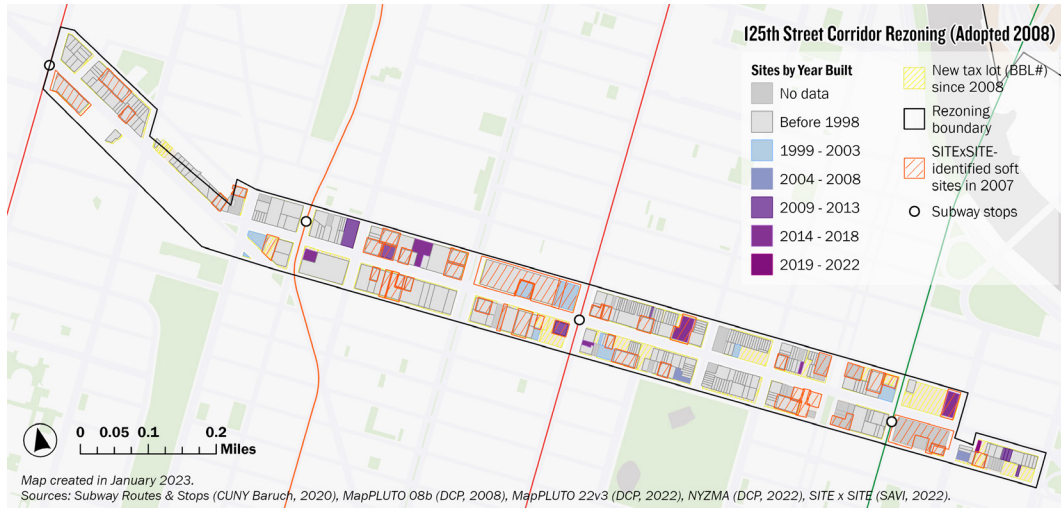 125th Street Corridor Rezoning (Adopted 2008)
Sites by Year Built
No data
Before 1998
1999 - 2003
2004 - 2008
2009 - 2013
2014 - 2018
2019 - 2022
New tax lot (BBL#)
since 2008
Rezoning
boundary
SITExSITE-
identified soft
sites in 2007
Subway stops
0 0.05 0.1 0.2
Miles
Map created in January 2023.
Sources: Subway Routes & Stops (CUNY Baruch, 2020), MapPLUTO 08b (DCP, 2008), MapPLUTO 22v3 (DCP, 2022), NYZMA (DCP, 2022), SITE x SITE (SAVI, 2022).